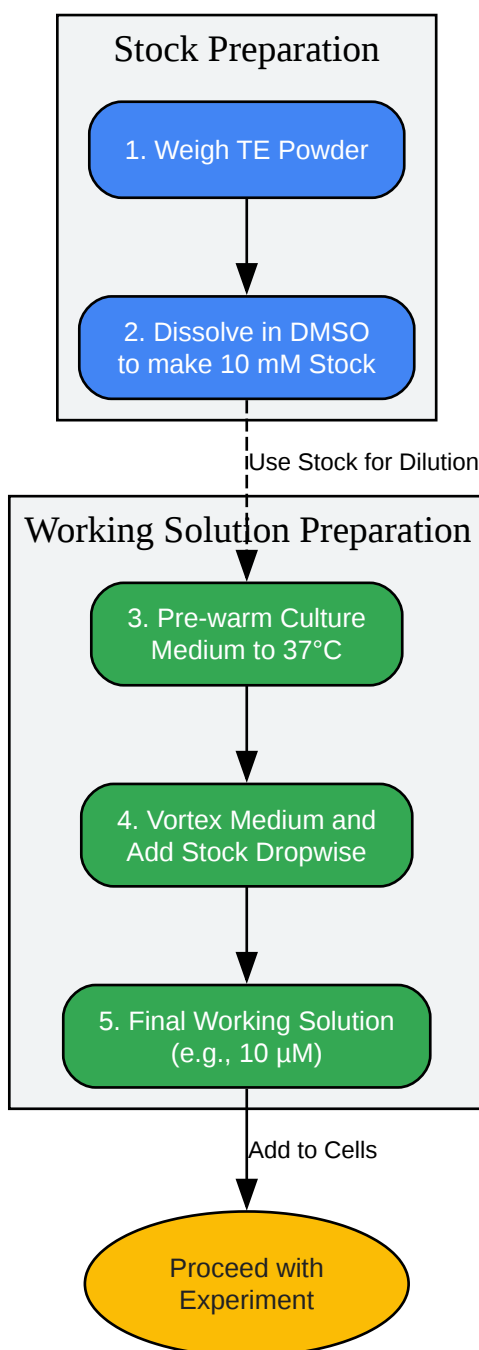 Stock Preparation
1. Weigh TE Powder
2. Dissolve in DMSO
to make 10 mM Stock
Use Stock for Dilution
Working Solution Preparation
3. Pre-warm Culture
Medium to 37°C
4. Vortex Medium and
Add Stock Dropwise
5. Final Working Solution
(e.g., 10 µM)
Add to Cells
Proceed with
Experiment